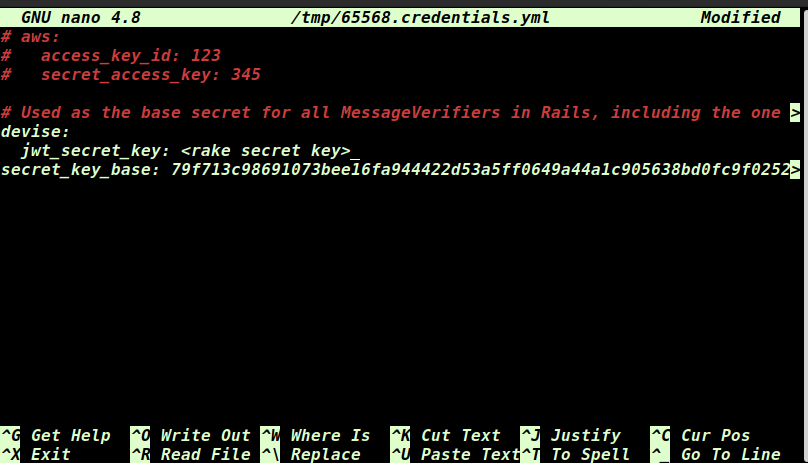 GNU nano 4.8 /tmp/65568.credentials.yml Modified
# aws:
#   access_key_id: 123
#   secret_access_key: 345
# Used as the base secret for all MessageVerifiers in Rails, including the one >
devise:
  jwt_secret_key: <rake secret key>
secret_key_base: 79f713c98691073bee16fa944422d53a5ff0649a44a1c905638bd0fc9f0252>
^G Get Help ^O Write Out ^W Where Is ^K Cut Text ^J Justify ^C Cur Pos
^X Exit ^R Read File ^\ Replace ^U Paste Text ^T To Spell ^_ Go To Line